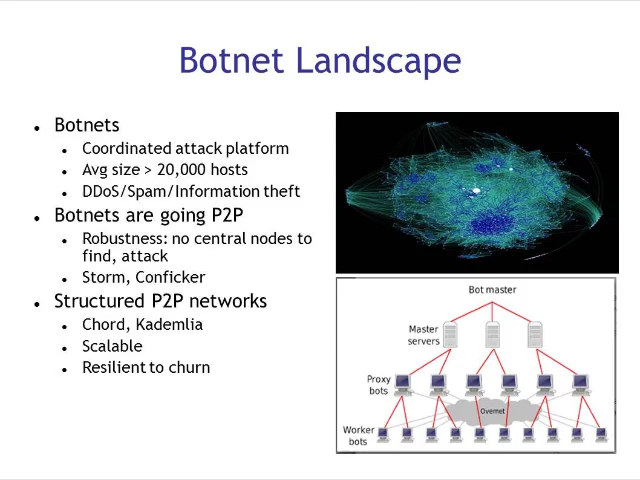 Botnet Landscape
Botnets
Coordinated attack platform
Avg size > 20,000 hosts
DDoS/Spam/Information theft
Botnets are going P2P
Robustness: no central nodes to
find, attack
Storm, Conficker
Structured P2P networks
Chord, Kademlia
Scalable
Resilient to churn
Bot master
Master
servers
Proxy
bots
Overnet
Worker
bots